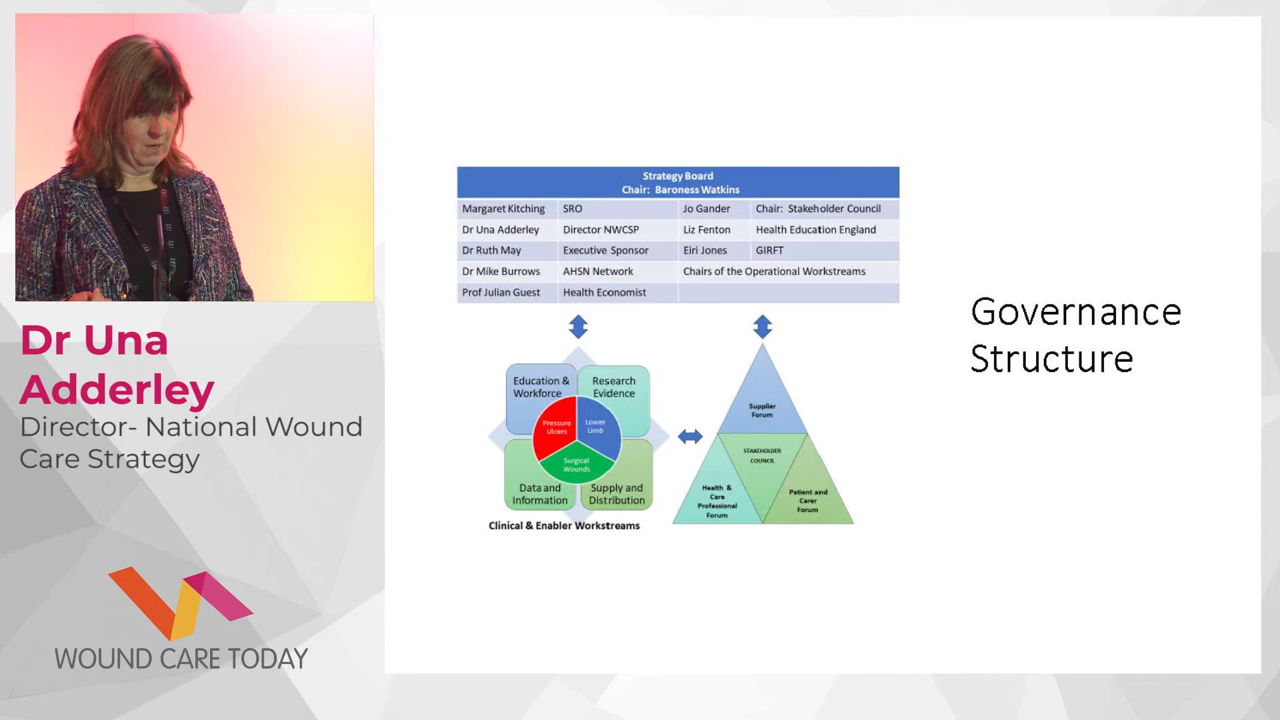 Dr Una
Adderley
Director- National Wound
Care Strategy
WOUND CARE TODAY
Strategy Board
Chair: Baroness Watkins
Margaret Kitching SRO Jo Gander Chair: Stakeholder Council
Dr Una Adderley Director NWCSP Liz Fenton Health Education England
Dr Ruth May Executive Sponsor Eiri Jones GIRFT
Dr Mike Burrows AHSN Network Chairs of the Operational Workstreams
Prof Julian Guest Health Economist
Education &
Workforce
Research
Evidence
Pressure
Ulcers
Lower
Limb
Surgical
Wounds
Data and
Information
Supply and
Distribution
Clinical & Enabler Workstreams
Supplier
Forum
STAKEHOLDER
COUNCIL
Health &
Care
Professional
Forum
Patient and
Carer
Forum
Governance
Structure